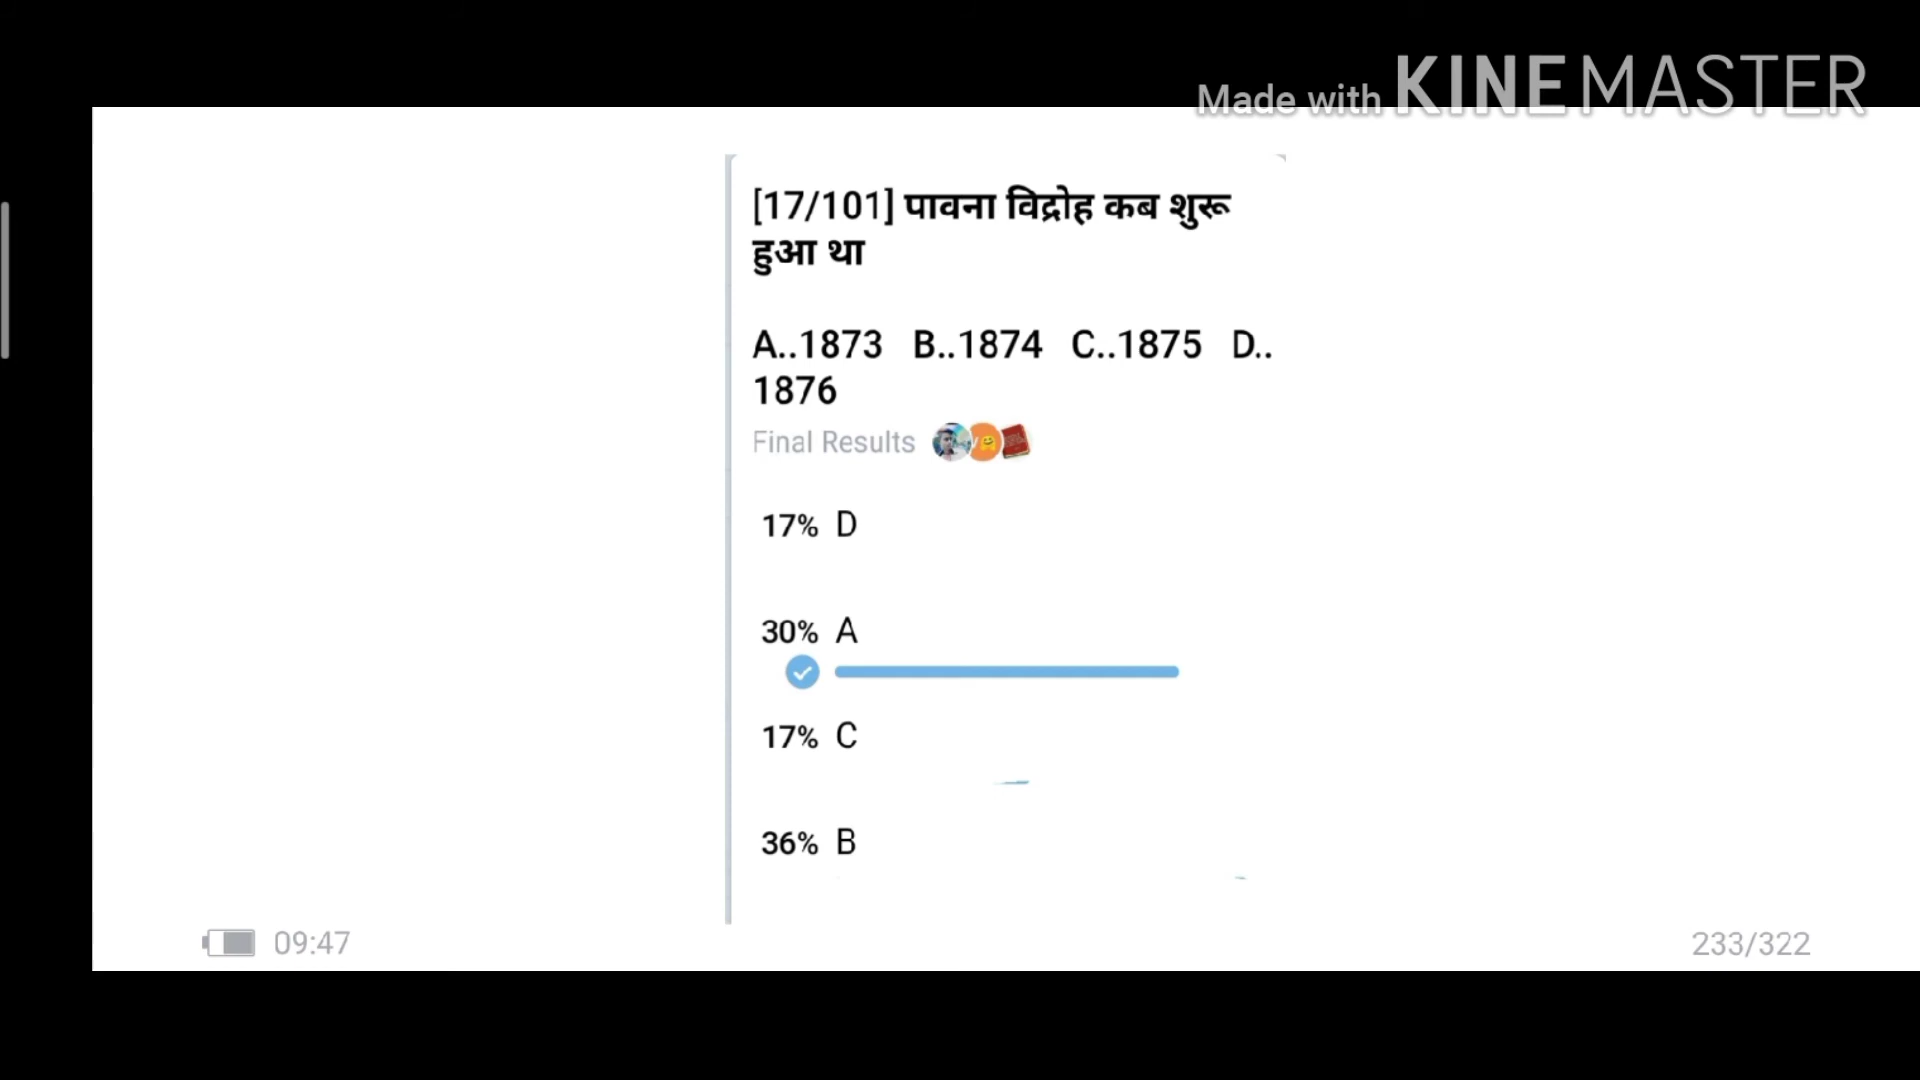 Made with KINEMASTER
[17/101] पावना विद्रोह कब शुरू
हुआ था
A..1873 B..1874 C..1875 D..
1876
Final Results
17% D
30% A
17% C
36% B
09:47
233/322